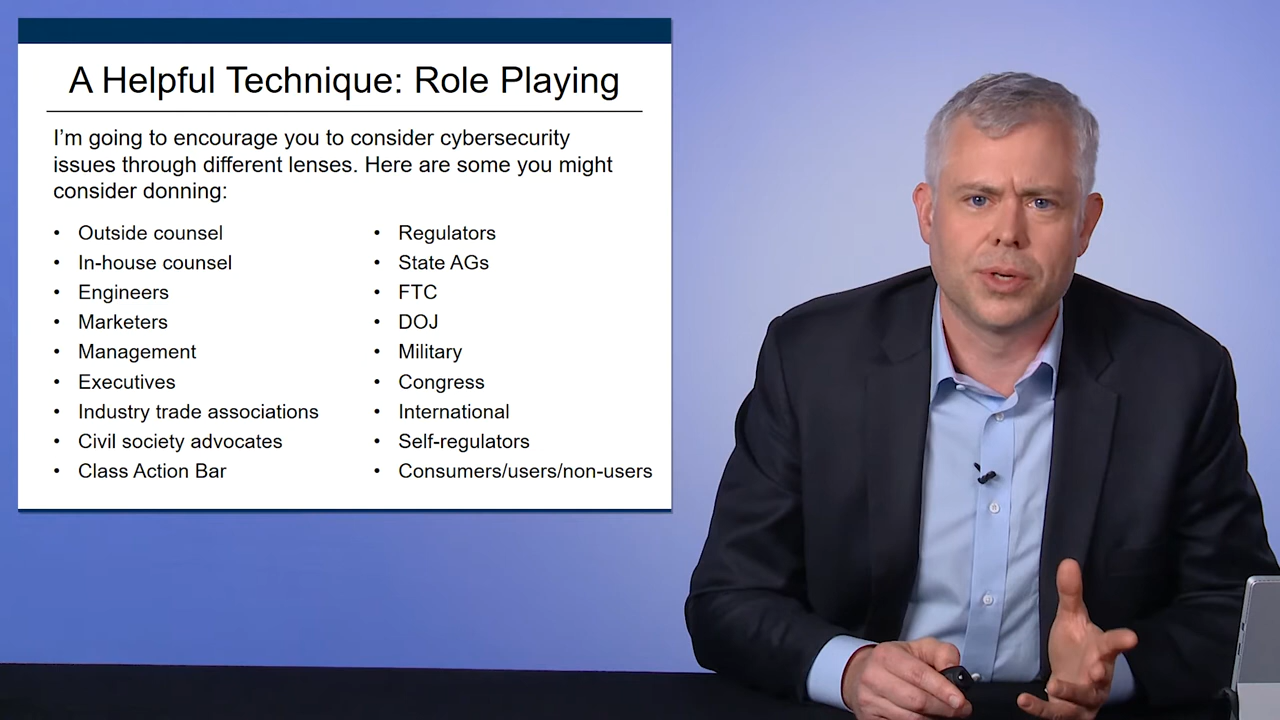 A Helpful Technique: Role Playing
I'm going to encourage you to consider cybersecurity
issues through different lenses. Here are some you might
consider donning:
• Outside counsel
• In-house counsel
• Engineers
• Marketers
• Management
• Executives
• Industry trade associations
• Civil society advocates
• Class Action Bar
• Regulators
• State AGs
• FTC
• DOJ
• Military
• Congress
• International
• Self-regulators
• Consumers/users/non-users